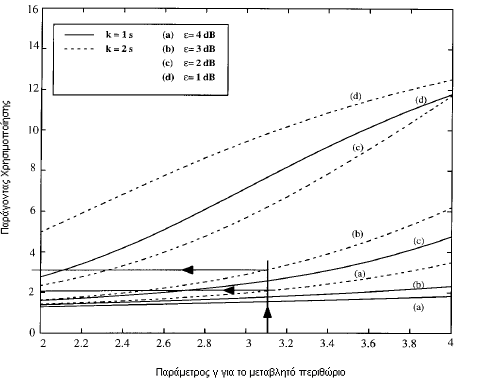 16
14
12
10
8
6
4
2
0
Παράγοντας Χρησιμοποίησης
k = 1 s (a) ε= 4 dB
k = 2 s (b) ε= 3 dB
(c) ε= 2 dB
(d) ε= 1 dB
(d)
(d)
(c)
(b)
(c)
(a)
(b)
(a)
2 2.2 2.4 2.6 2.8 3 3.2 3.4 3.6 3.8 4
Παράμετρος γ για το μεταβλητό περιθώριο